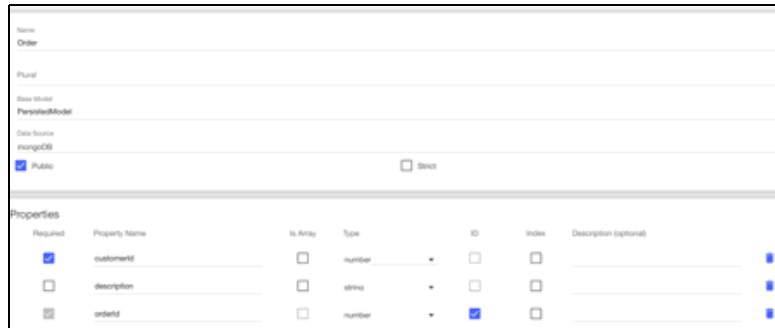 Name
Order
Plural
Base Model
PersistedModel
Data Source
mongoDB
Public Strict
Properties
Required Property Name Is Array Type ID Index Description (optional)
customerId number
description string
orderId number